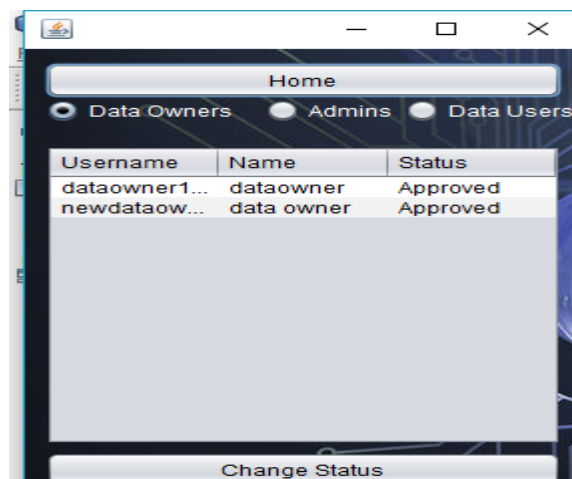 Home
Data Owners Admins Data Users
Username Name Status
dataowner1... dataowner Approved
newdataow... data owner Approved
Change Status